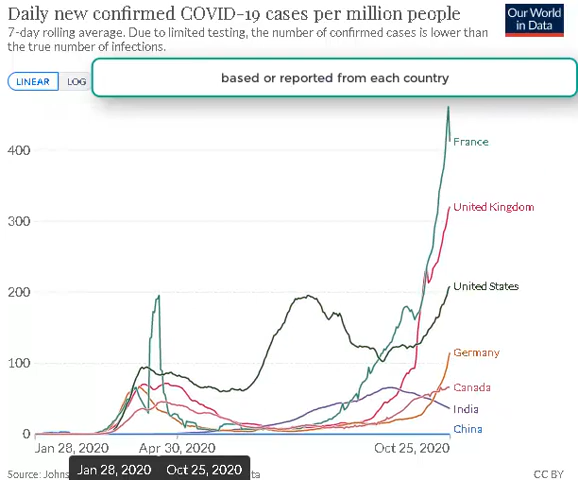 Daily new confirmed COVID-19 cases per million people
7-day rolling average. Due to limited testing, the number of confirmed cases is lower than
the true number of infections.
Our World
in Data
LINEAR LOG
based or reported from each country
400
300
200
100
0
France
United Kingdom
United States
Germany
Canada
India
China
Jan 28, 2020 Apr 30, 2020 Oct 25, 2020
Jan 28, 2020 Oct 25, 2020
Source: Johns
CC BY